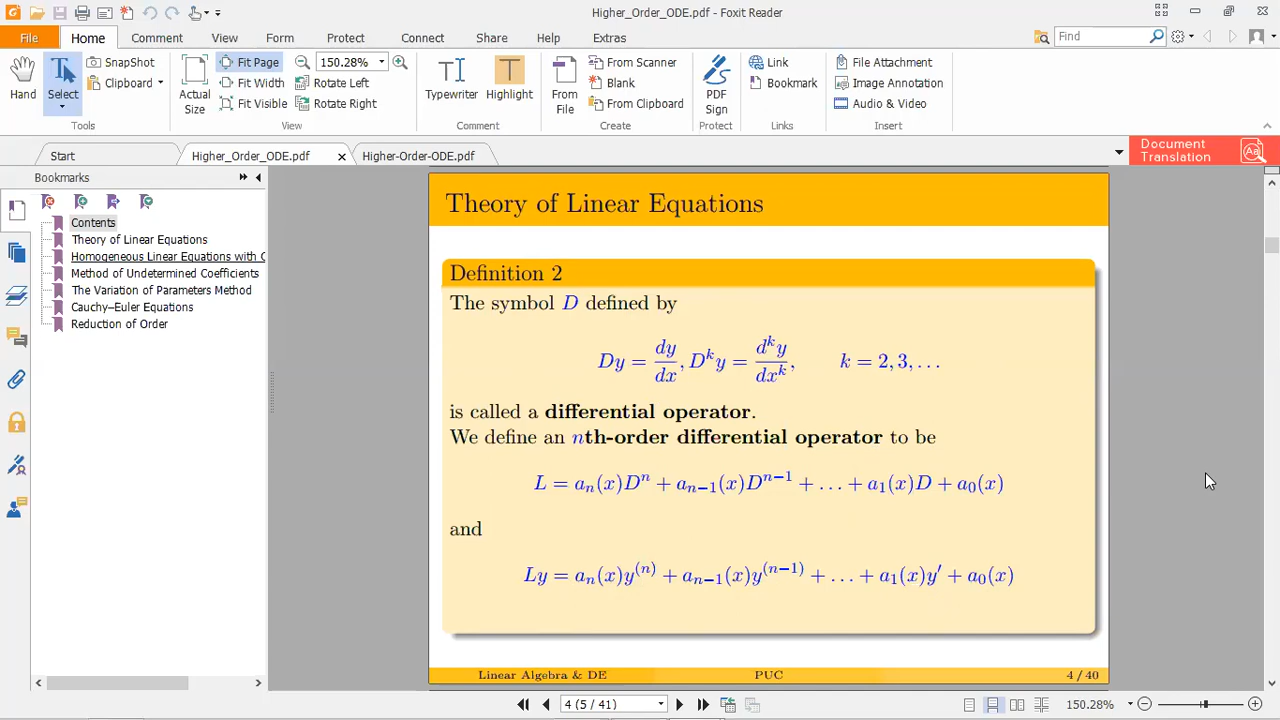 Higher_Order_ODE.pdf - Foxit Reader
File Home Comment View Form Protect Connect Share Help Extras Find
Hand
Select
SnapShot
Clipboard
Tools
Actual
Size
Fit Page
Fit Width
Fit Visible
150.28%
Rotate Left
Rotate Right
View
Typewriter
Highlight
Comment
From
File
From Scanner
Blank
From Clipboard
Create
PDF
Sign
Protect
Link
Bookmark
Links
File Attachment
Image Annotation
Audio & Video
Insert
Start
Higher_Order_ODE.pdf
Higher-Order-ODE.pdf
Document
Translation
Bookmarks
Contents
Theory of Linear Equations
Homogeneous Linear Equations with C
Method of Undetermined Coefficients
The Variation of Parameters Method
Cauchy–Euler Equations
Reduction of Order
Theory of Linear Equations
Definition 2
The symbol D defined by
Dy = dy/dx, D^k y = d^k y/dx^k, k = 2, 3, . . .
is called a differential operator.
We define an nth-order differential operator to be
L = a_n(x)D^n + a_{n−1}(x)D^{n−1} + . . . + a_1(x)D + a_0(x)
and
Ly = a_n(x)y^{(n)} + a_{n−1}(x)y^{(n−1)} + . . . + a_1(x)y′ + a_0(x)
Linear Algebra & DE PUC 4 / 40
4 (5 / 41)
150.28%